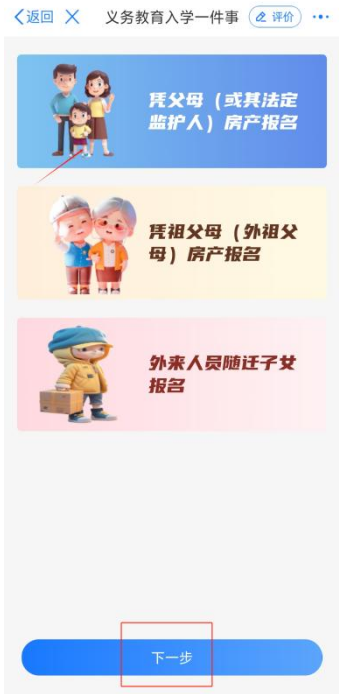 返回 义务教育入学一件事 评价
凭父母（或其法定
监护人）房产报名
凭祖父母（外祖父
母）房产报名
外来人员随迁子女
报名
下一步